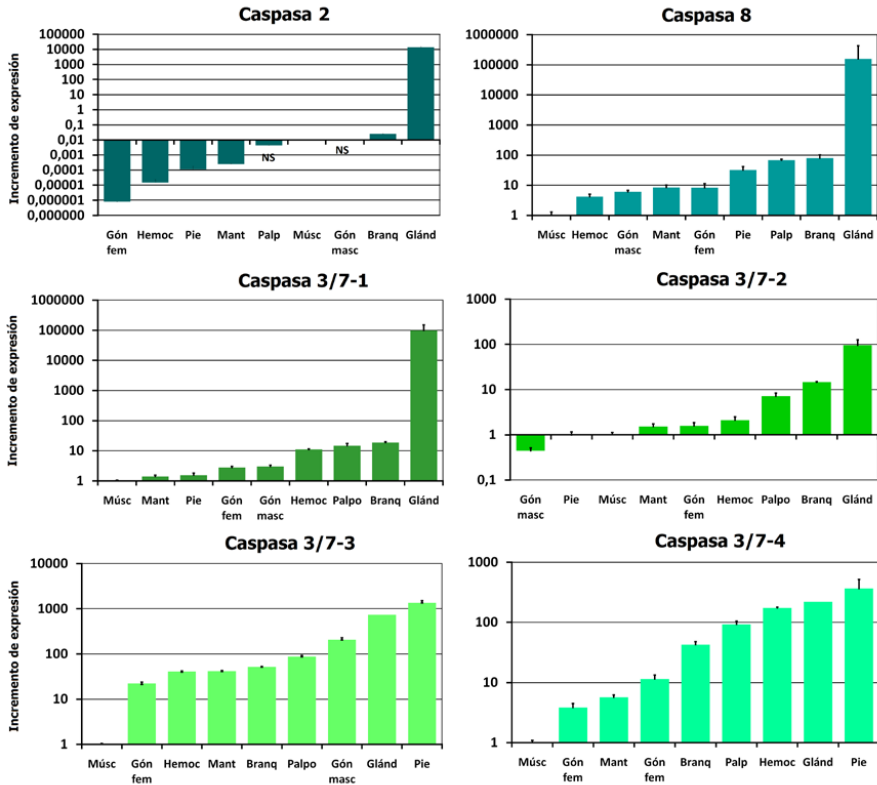 Caspasa 2
Incremento de expresión
100000
10000
1000
100
10
1
0,1
0,01
0,001
0,0001
0,00001
0,000001
0,000000
NS
NS
Gón fem Hemoc Pie Mant Palp Músc Gón masc Branq Gland
Caspasa 8
1000000
100000
10000
1000
100
10
1
Músc Hemoc Gón masc Mant Gón fem Pie Palp Branq Glánd
Caspasa 3/7-1
Incremento de expresión
1000000
100000
10000
1000
100
10
1
Músc Mant Pie Gón fem Gón masc Hemoc Palpo Branq Glánd
Caspasa 3/7-2
1000
100
10
1
0,1
Gón masc Pie Músc Mant Gón fem Hemoc Palpo Branq Glánd
Caspasa 3/7-3
Incremento de expresión
10000
1000
100
10
1
Músc Gón fem Hemoc Mant Branq Palpo Gón masc Glánd Pie
Caspasa 3/7-4
1000
100
10
1
Músc Gón fem Mant Gón fem Branq Palp Hemoc Glánd Pie